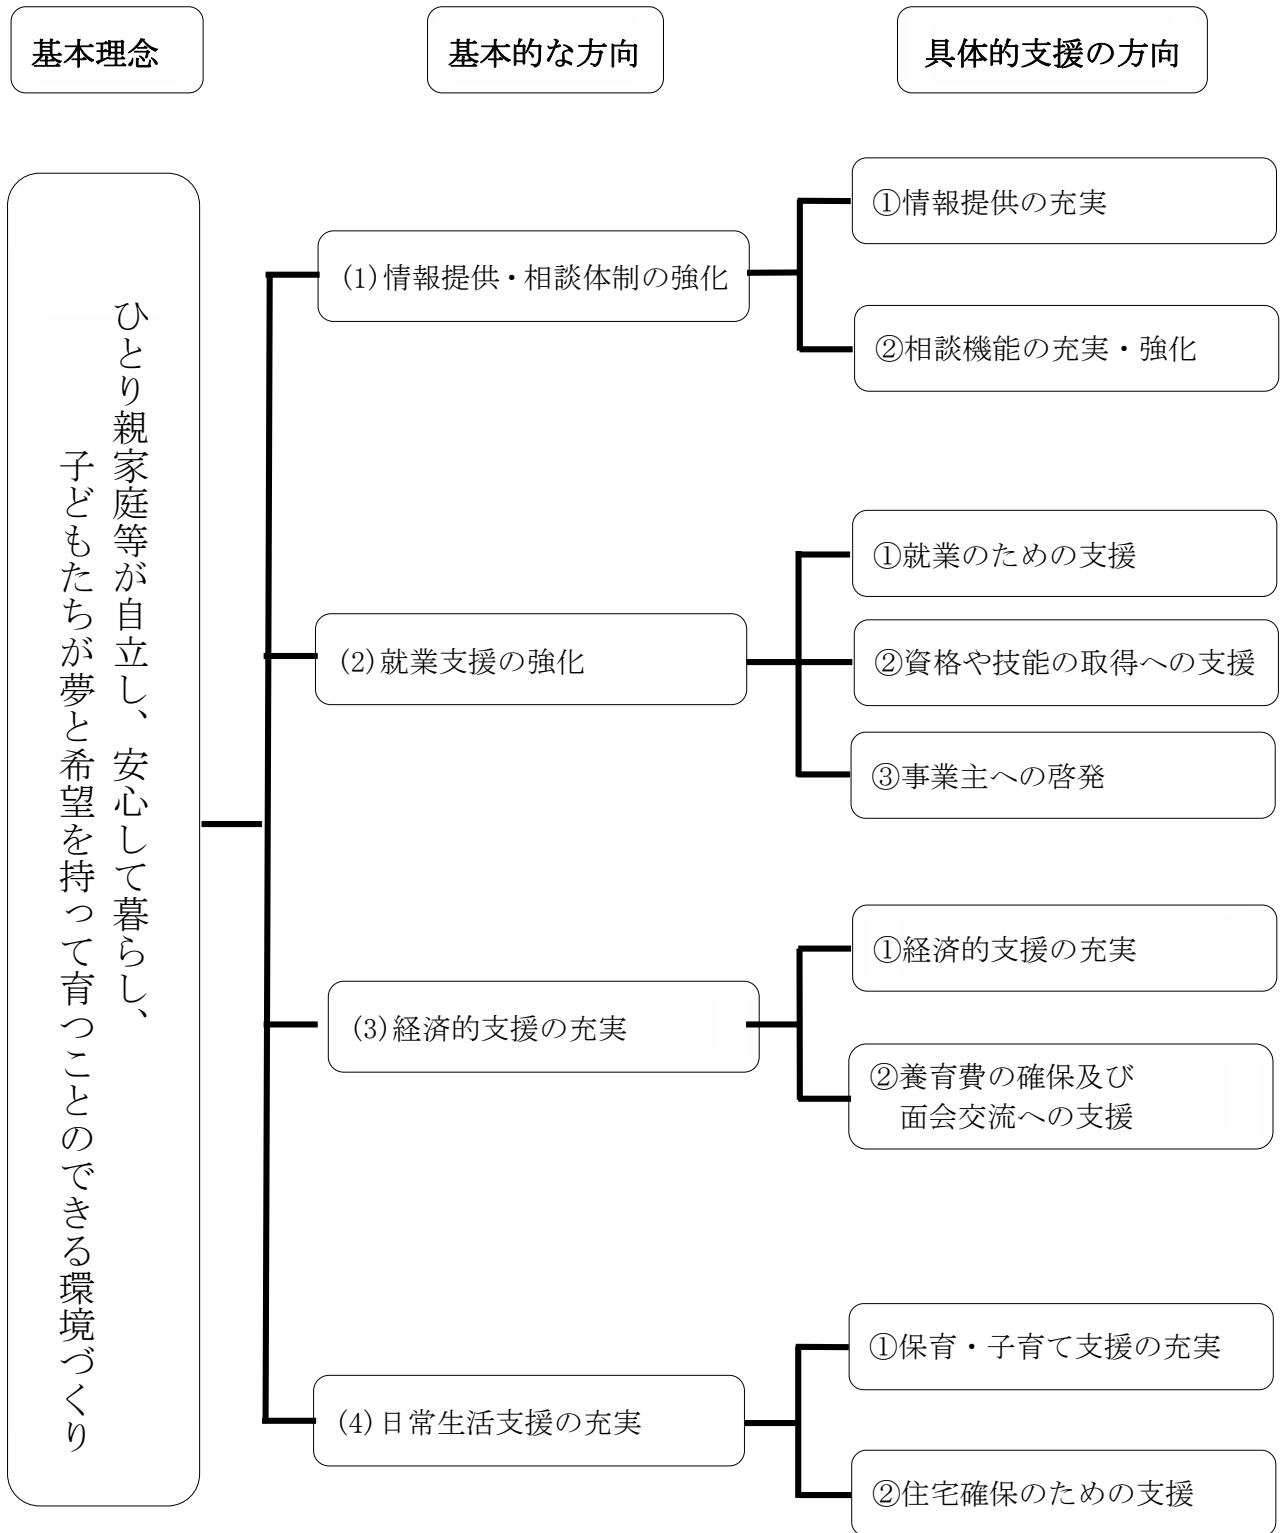 基本理念
基本的な方向
具体的支援の方向
ひとり親家庭等が自立し、安心して暮らし、
子どもたちが夢と希望を持って育つことのできる環境づくり
(1)情報提供・相談体制の強化
①情報提供の充実
②相談機能の充実・強化
(2)就業支援の強化
①就業のための支援
②資格や技能の取得への支援
③事業主への啓発
(3)経済的支援の充実
①経済的支援の充実
②養育費の確保及び
面会交流への支援
(4)日常生活支援の充実
①保育・子育て支援の充実
②住宅確保のための支援